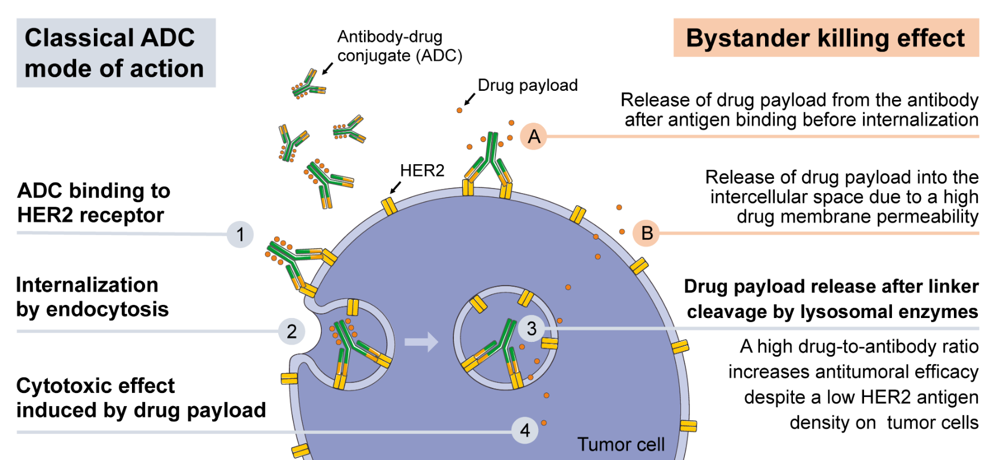 Classical ADC
mode of action
Antibody-drug
conjugate (ADC)
Drug payload
HER2
Bystander killing effect
Release of drug payload from the antibody
after antigen binding before internalization
A
Release of drug payload into the
intercellular space due to a high
drug membrane permeability
B
ADC binding to
HER2 receptor
1
Internalization
by endocytosis
2
Drug payload release after linker
cleavage by lysosomal enzymes
3
A high drug-to-antibody ratio
increases antitumoral efficacy
despite a low HER2 antigen
density on tumor cells
Cytotoxic effect
induced by drug payload
4
Tumor cell